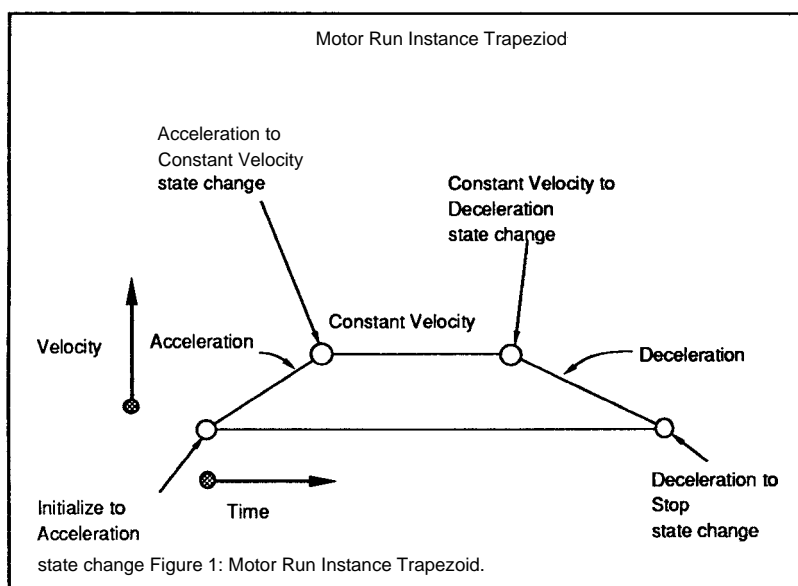 Motor Run Instance Trapeziod
Acceleration to
Constant Velocity
state change
Constant Velocity to
Deceleration
state change
Velocity
Acceleration
Constant Velocity
Deceleration
Initialize to
Acceleration
Time
Deceleration to
Stop
state change
state change Figure 1: Motor Run Instance Trapezoid.